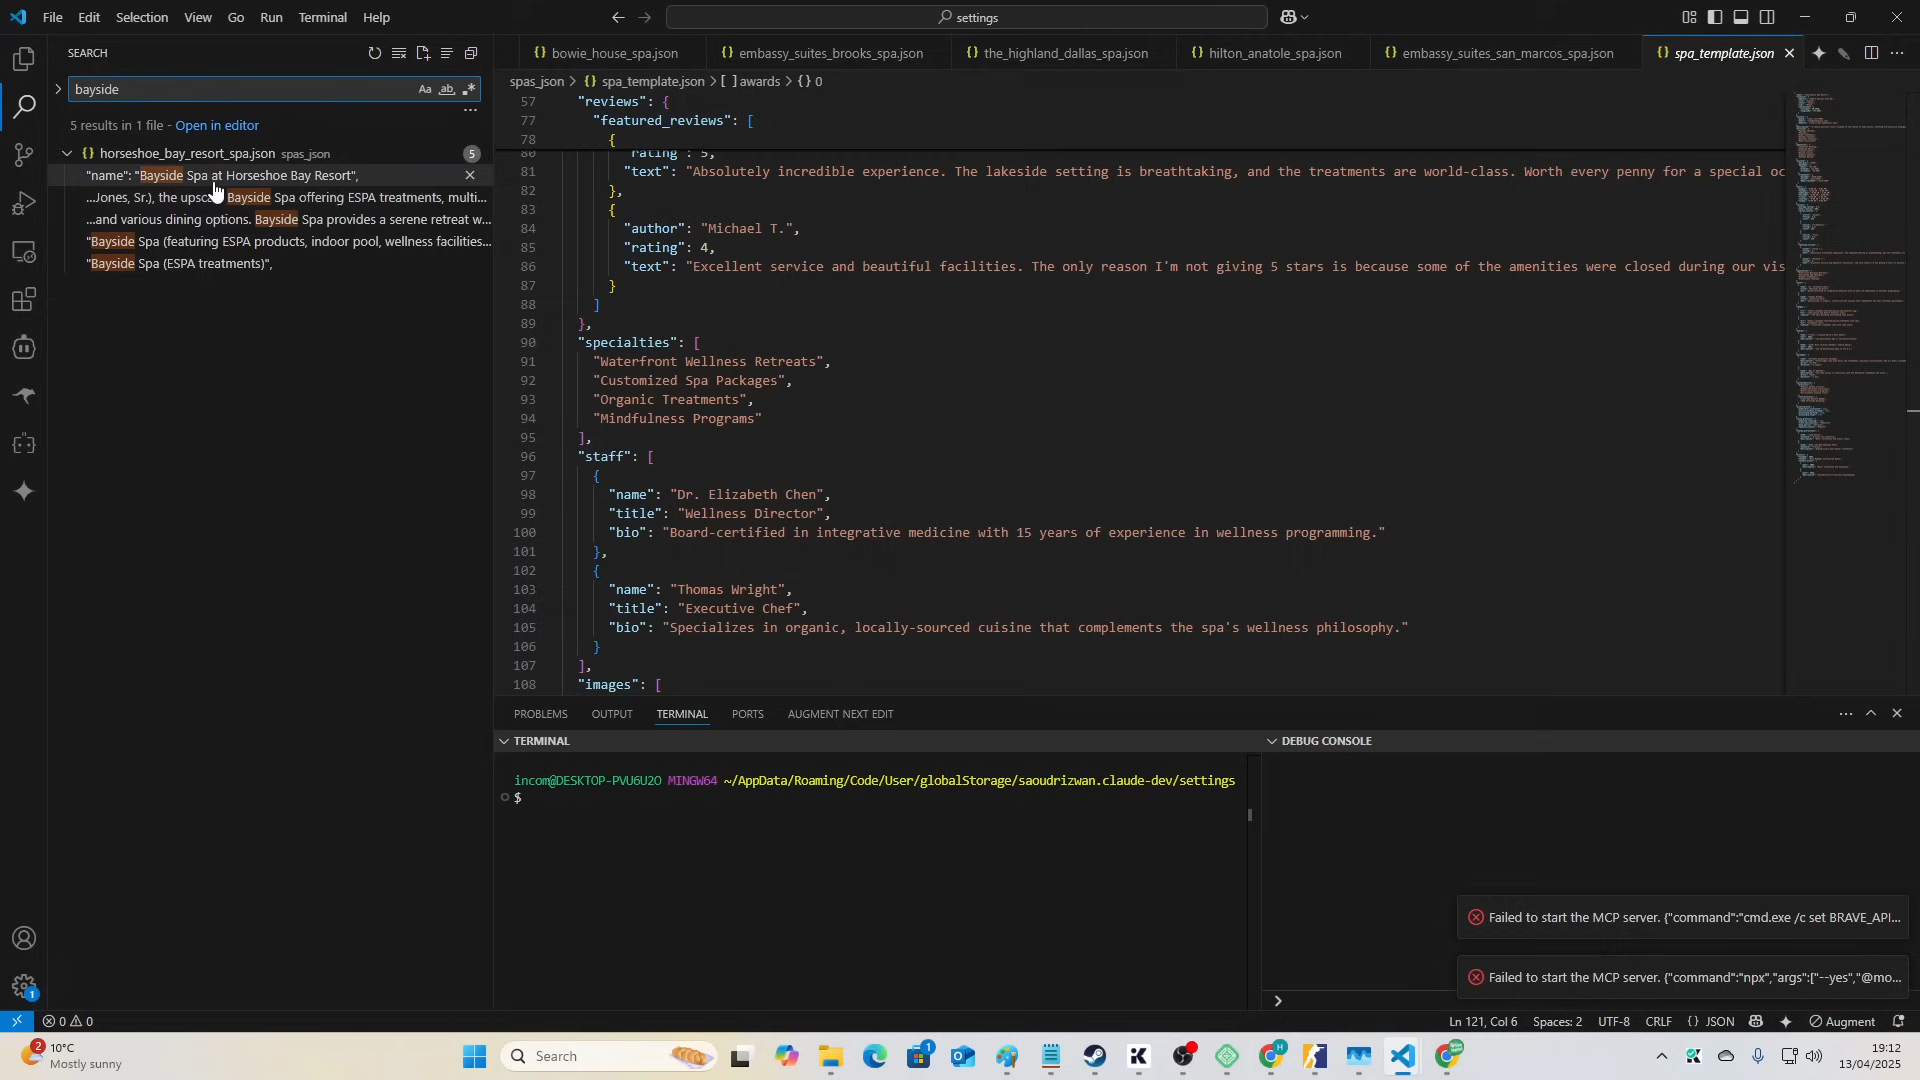 File Edit Selection View Go Run Terminal Help
settings
SEARCH
bayside
Aa ab
5 results in 1 file - Open in editor
horseshoe_bay_resort_spa.json spas_json 5
"name": "Bayside Spa at Horseshoe Bay Resort",
...Jones, Sr.), the upsca Bayside Spa offering ESPA treatments, multi...
...and various dining options. Bayside Spa provides a serene retreat w...
"Bayside Spa (featuring ESPA products, indoor pool, wellness facilities...
"Bayside Spa (ESPA treatments)",
bowie_house_spa.json embassy_suites_brooks_spa.json the_highland_dallas_spa.json hilton_anatole_spa.json embassy_suites_san_marcos_spa.json spa_template.json
spas_json > {} spa_template.json > [ ] awards > {} 0
57 "reviews": {
77 "featured_reviews": [
78 {
80 rating : 5,
81 "text": "Absolutely incredible experience. The lakeside setting is breathtaking, and the treatments are world-class. Worth every penny for a special oc
82 },
83 {
84 "author": "Michael T.",
85 "rating": 4,
86 "text": "Excellent service and beautiful facilities. The only reason I'm not giving 5 stars is because some of the amenities were closed during our vis
87 }
88 ]
89 },
90 "specialties": [
91 "Waterfront Wellness Retreats",
92 "Customized Spa Packages",
93 "Organic Treatments",
94 "Mindfulness Programs"
95 ],
96 "staff": [
97 {
98 "name": "Dr. Elizabeth Chen",
99 "title": "Wellness Director",
100 "bio": "Board-certified in integrative medicine with 15 years of experience in wellness programming."
101 },
102 {
103 "name": "Thomas Wright",
104 "title": "Executive Chef",
105 "bio": "Specializes in organic, locally-sourced cuisine that complements the spa's wellness philosophy."
106 }
107 ],
108 "images": [
PROBLEMS OUTPUT TERMINAL PORTS AUGMENT NEXT EDIT
TERMINAL
DEBUG CONSOLE
incom@DESKTOP-PVU6U2O MINGW64 ~/AppData/Roaming/Code/User/globalStorage/saoudrizwan.claude-dev/settings
$
Failed to start the MCP server. {"command":"cmd.exe /c set BRAVE_API...
Failed to start the MCP server. {"command":"npx","args":["--yes","@mo...
1
0 0
Ln 121, Col 6 Spaces: 2 UTF-8 CRLF {} JSON Augment
2
10°C
Mostly sunny
Search
1
H
19:12
13/04/2025